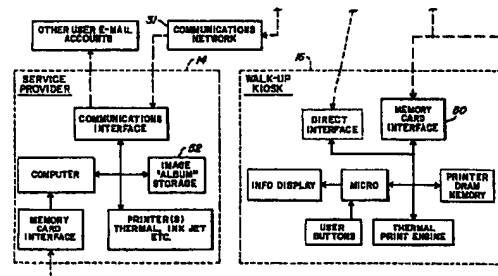 OTHER USER E-MAIL
ACCOUNTS
31
COMMUNICATIONS
NETWORK
14
SERVICE
PROVIDER
COMMUNICATIONS
INTERFACE
COMPUTER
52
IMAGE
"ALBUM"
STORAGE
MEMORY
CARD
INTERFACE
PRINTER(S)
THERMAL, INK JET
ETC.
15
WALK-UP
KIOSK
DIRECT
INTERFACE
MEMORY
CARD
INTERFACE
50
INFO DISPLAY
MICRO
PRINTER
DRAM
MEMORY
USER
BUTTONS
THERMAL
PRINT ENGINE